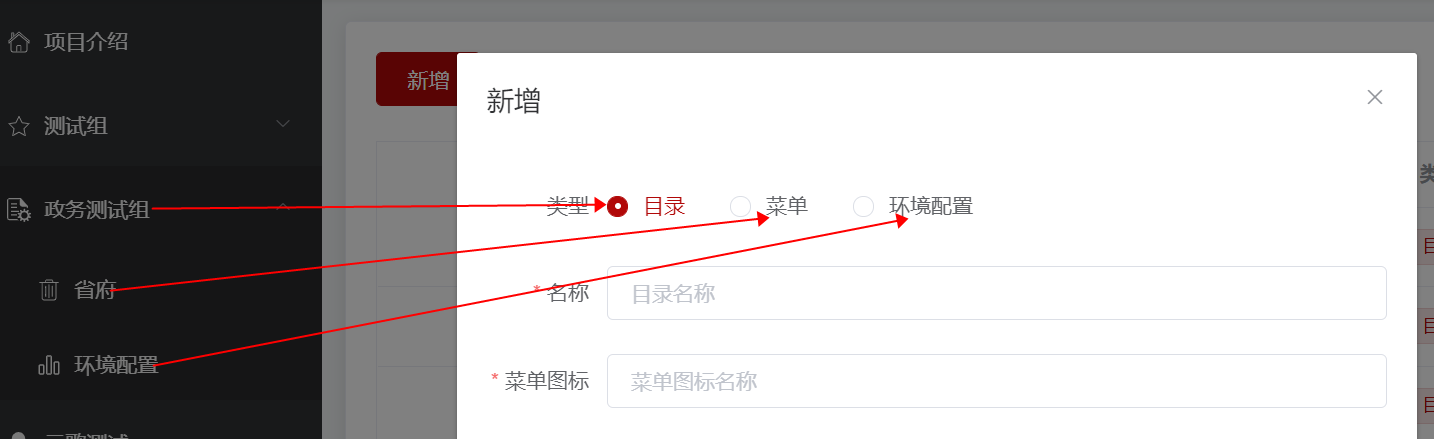 项目介绍
测试组
政务测试组
省府
环境配置
新增
新增
类型 目录 菜单 环境配置
* 名称 目录名称
* 菜单图标 菜单图标名称